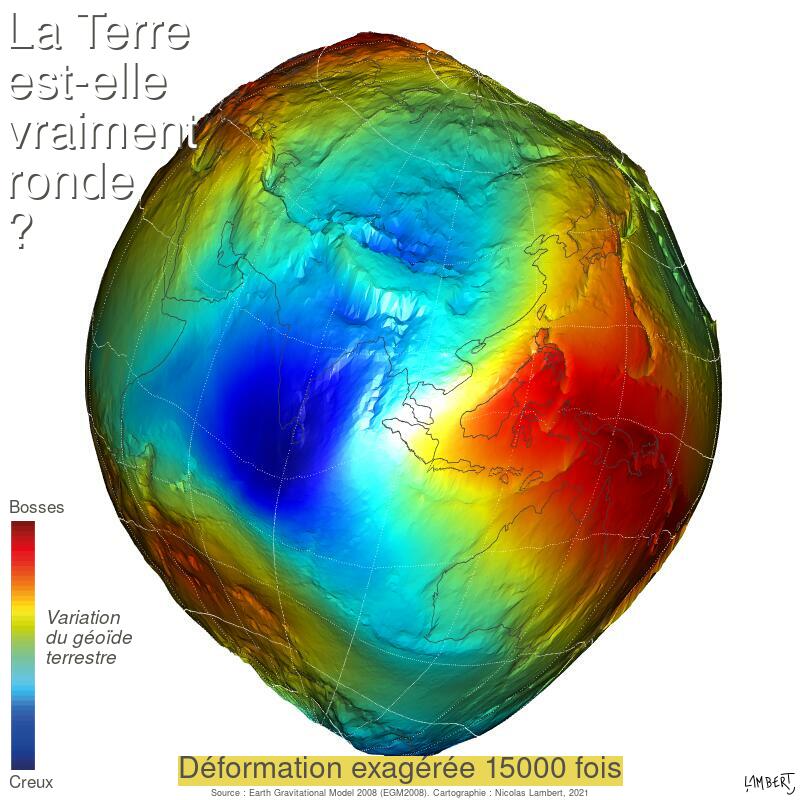 La Terre
est-elle
vraiment
ronde
?
Bosses
Variation
du géoïde
terrestre
Creux
Déformation exagérée 15000 fois
Source : Earth Gravitational Model 2008 (EGM2008). Cartographie : Nicolas Lambert, 2021
LAMBERT